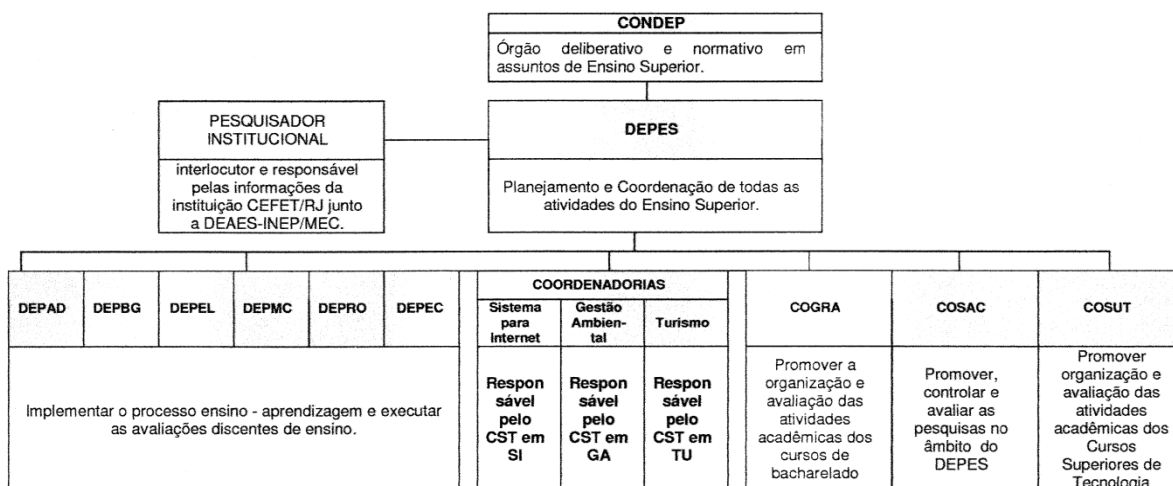 CONDEP
Órgão deliberativo e normativo em
assuntos de Ensino Superior.
PESQUISADOR
INSTITUCIONAL
interlocutor e responsável
pelas informações da
instituição CEFET/RJ junto
a DEAES-INEP/MEC.
DEPES
Planejamento e Coordenação de todas as
atividades do Ensino Superior.
DEPAD
DEPBG
DEPEL
DEPMC
DEPRO
DEPEC
Implementar o processo ensino - aprendizagem e executar
as avaliações discentes de ensino.
COORDENADORIAS
Sistema
para
Internet
Gestão
Ambien-
tal
Turismo
Respon
sável
pelo
CST em
SI
Respon
sável
pelo
CST em
GA
Respon
sável
pelo
CST em
TU
COGRA
Promover a
organização e
avaliação das
atividades
acadêmicas dos
cursos de
bacharelado
COSAC
Promover,
controlar e
avaliar as
pesquisas no
âmbito do
DEPES
COSUT
Promover
organização e
avaliação das
atividades
acadêmicas dos
Cursos
Superiores de
Tecnologia